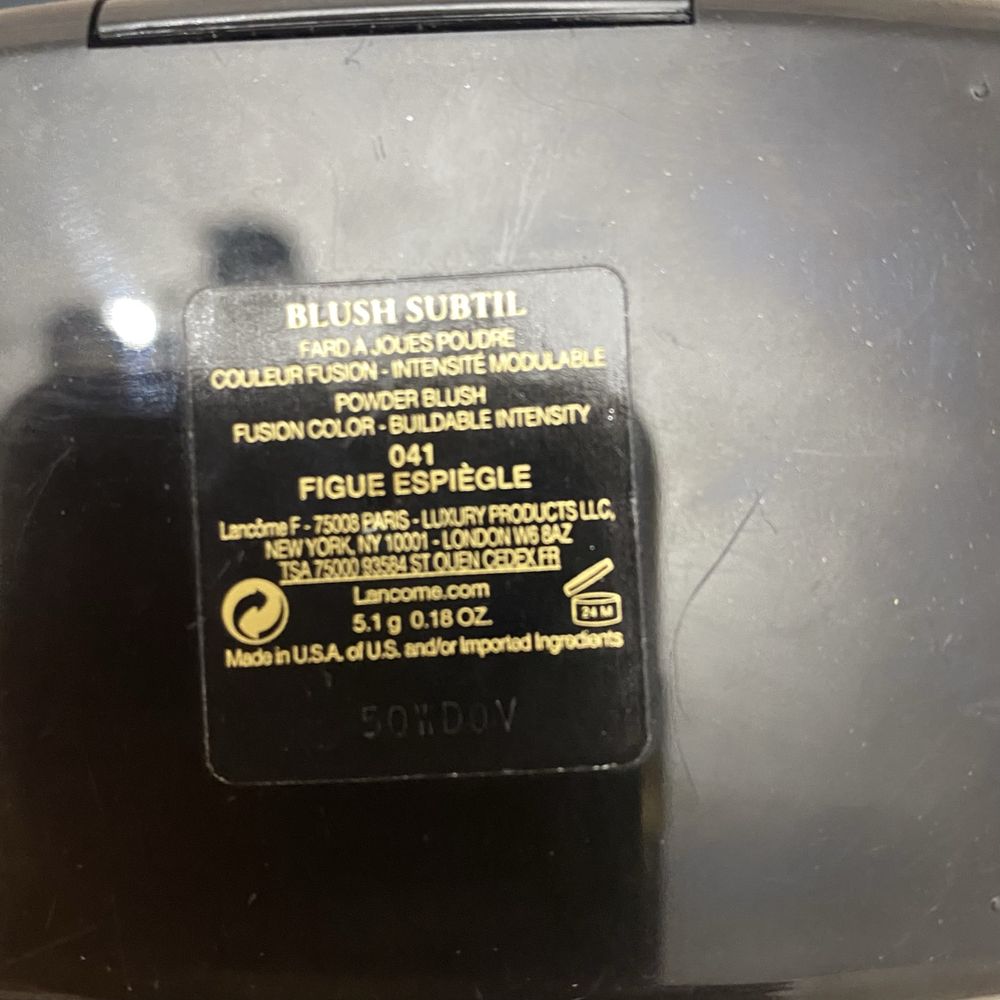 BLUSH SUBTIL
FARD A JOUES POUDRE
COULEUR FUSION - INTENSITÉ MODULABLE
POWDER BLUSH
FUSION COLOR - BUILDABLE INTENSITY
041
FIGUE ESPIÈGLE
Lancôme F - 75008 PARIS - LUXURY PRODUCTS LLC,
NEW YORK, NY 10001 - LONDON W6 8AZ
TSA 75000 93584 ST OUEN CEDEX FR
Lancome.com
24 M
5.1 g 0.18 OZ.
Made in U.S.A. of U.S. and/or Imported Ingredients